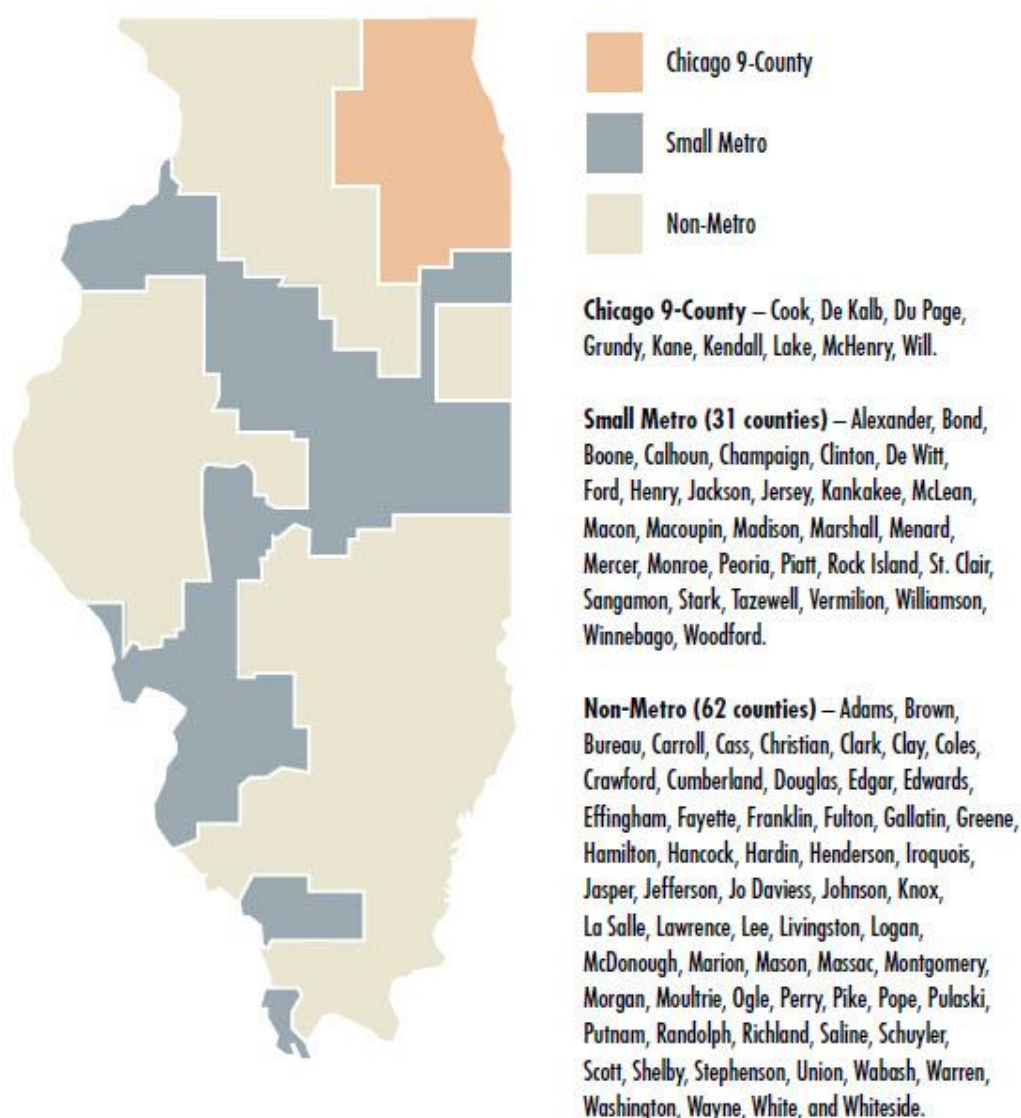 Chicago 9-County
Small Metro
Non-Metro
Chicago 9-County – Cook, De Kalb, Du Page,
Grundy, Kane, Kendall, Lake, McHenry, Will.
Small Metro (31 counties) – Alexander, Bond,
Boone, Calhoun, Champaign, Clinton, De Witt,
Ford, Henry, Jackson, Jersey, Kankakee, McLean,
Macon, Macoupin, Madison, Marshall, Menard,
Mercer, Monroe, Peoria, Piatt, Rock Island, St. Clair,
Sangamon, Stark, Tazewell, Vermilion, Williamson,
Winnebago, Woodford.
Non-Metro (62 counties) – Adams, Brown,
Bureau, Carroll, Cass, Christian, Clark, Clay, Coles,
Crawford, Cumberland, Douglas, Edgar, Edwards,
Effingham, Fayette, Franklin, Fulton, Gallatin, Greene,
Hamilton, Hancock, Hardin, Henderson, Iroquois,
Jasper, Jefferson, Jo Daviess, Johnson, Knox,
La Salle, Lawrence, Lee, Livingston, Logan,
McDonough, Marion, Mason, Massac, Montgomery,
Morgan, Moultrie, Ogle, Perry, Pike, Pope, Pulaski,
Putnam, Randolph, Richland, Saline, Schuyler,
Scott, Shelby, Stephenson, Union, Wabash, Warren,
Washington, Wayne, White, and Whiteside.